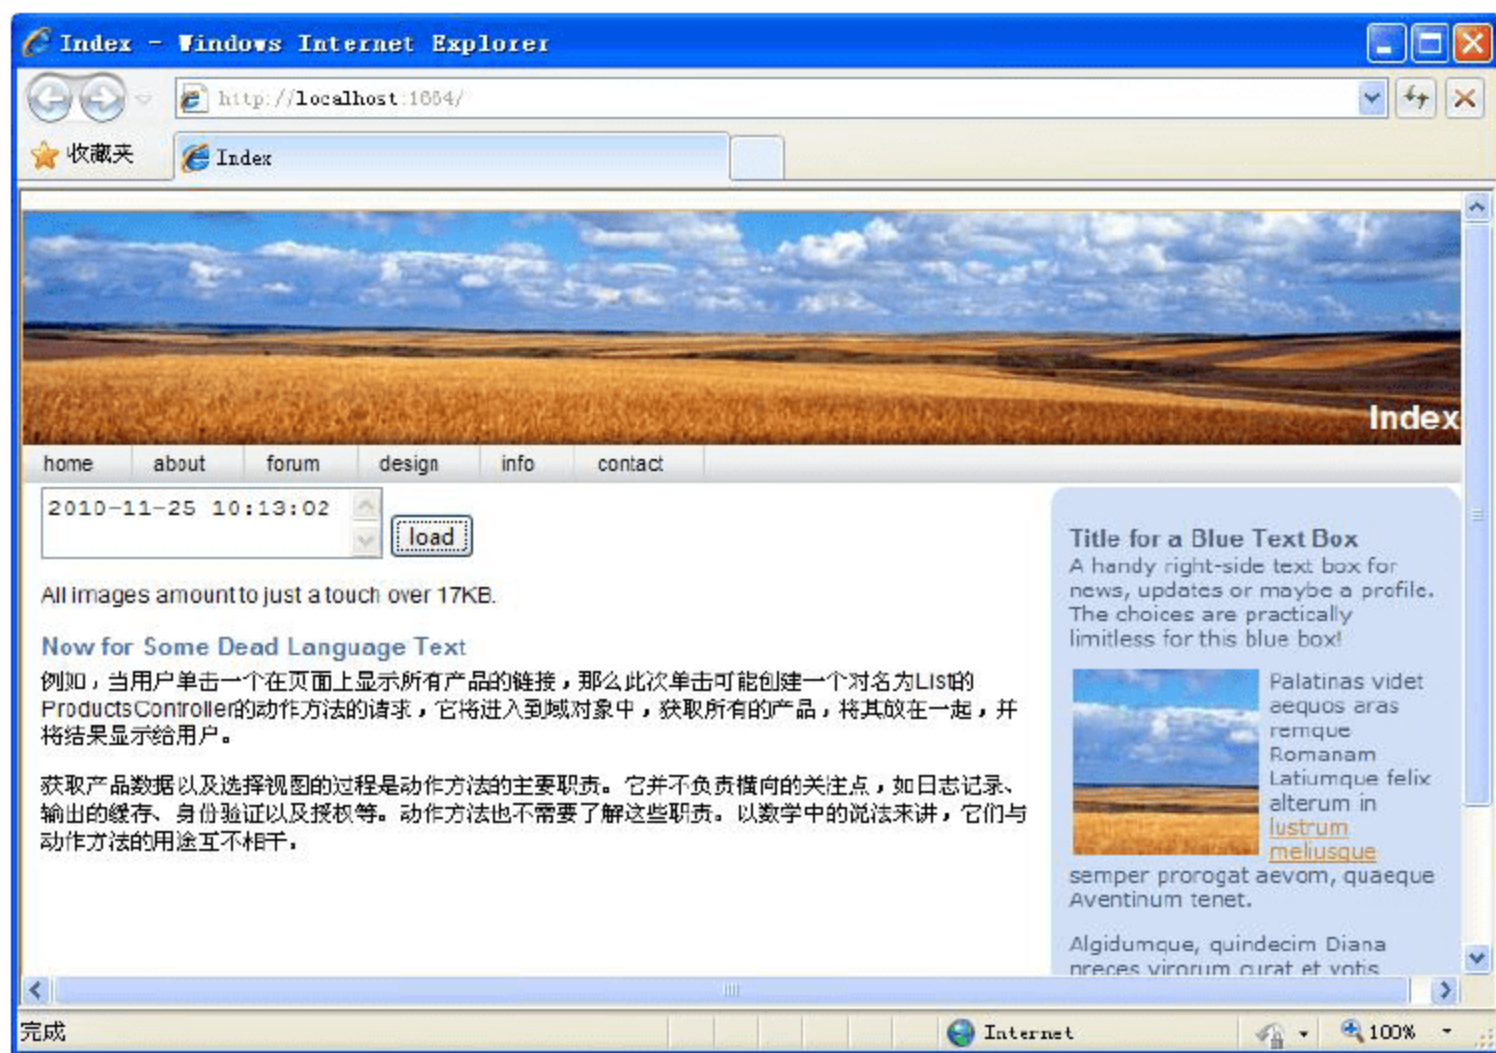 Index - Windows Internet Explorer
http://localhost:1664/
收藏夹
Index
Index
home about forum design info contact
2010-11-25 10:13:02
load
All images amount to just a touch over 17KB.
Now for Some Dead Language Text
例如，当用户单击一个在页面上显示所有产品的链接，那么此次单击可能创建一个对名为List的
ProductsController的动作方法的请求，它将进入到域对象中，获取所有的产品，将其放在一起，并
将结果显示给用户。
获取产品数据以及选择视图的过程是动作方法的主要职责。它并不负责横向的关注点，如日志记录、
输出的缓存、身份验证以及授权等。动作方法也不需要了解这些职责。以数学中的说法来讲，它们与
动作方法的用途互不相干。
Title for a Blue Text Box
A handy right-side text box for
news, updates or maybe a profile.
The choices are practically
limitless for this blue box!
Palatinas videt
aequos aras
remque
Romanam
Latiumque felix
alterum in
lustrum
meliusque
semper prorogat aevom, quaeque
Aventinum tenet.
Algidumque, quindecim Diana
preces virorum curat et votis
完成
Internet
100%